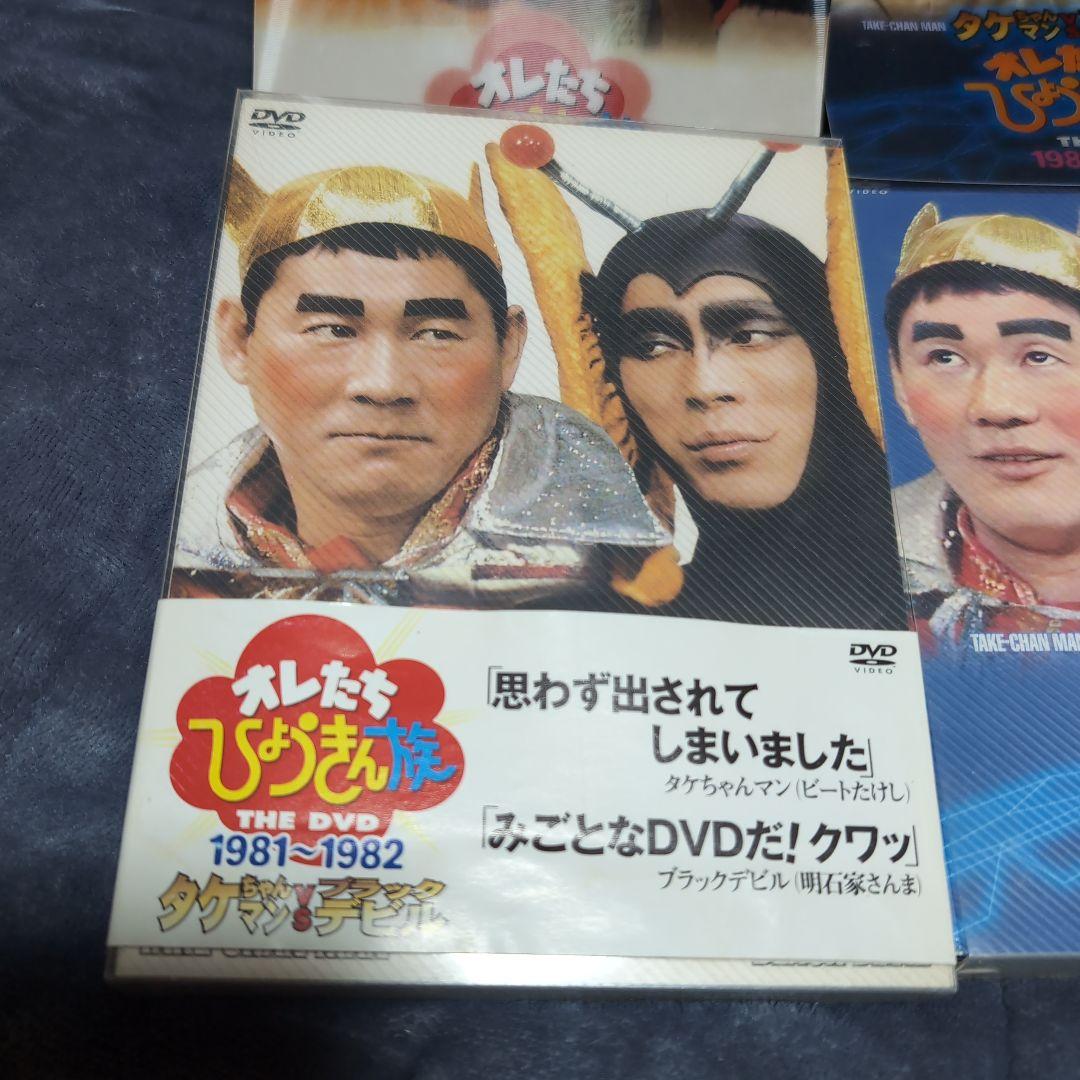 オレたち
TAKE-CHAN MAN
タケちゃんマン
オレた
ひょう
TH
198
DVD
VIDEO
VIDEO
TAKE-CHAN MAN
DVD
VIDEO
オレたち
ひょうきん族
THE DVD
1981~1982
タケちゃんマンVSブラックデビル
「思わず出されて
しまいました」
タケちゃんマン(ビートたけし)
「みごとなDVDだ!クワッ」
ブラックデビル(明石家さんま)